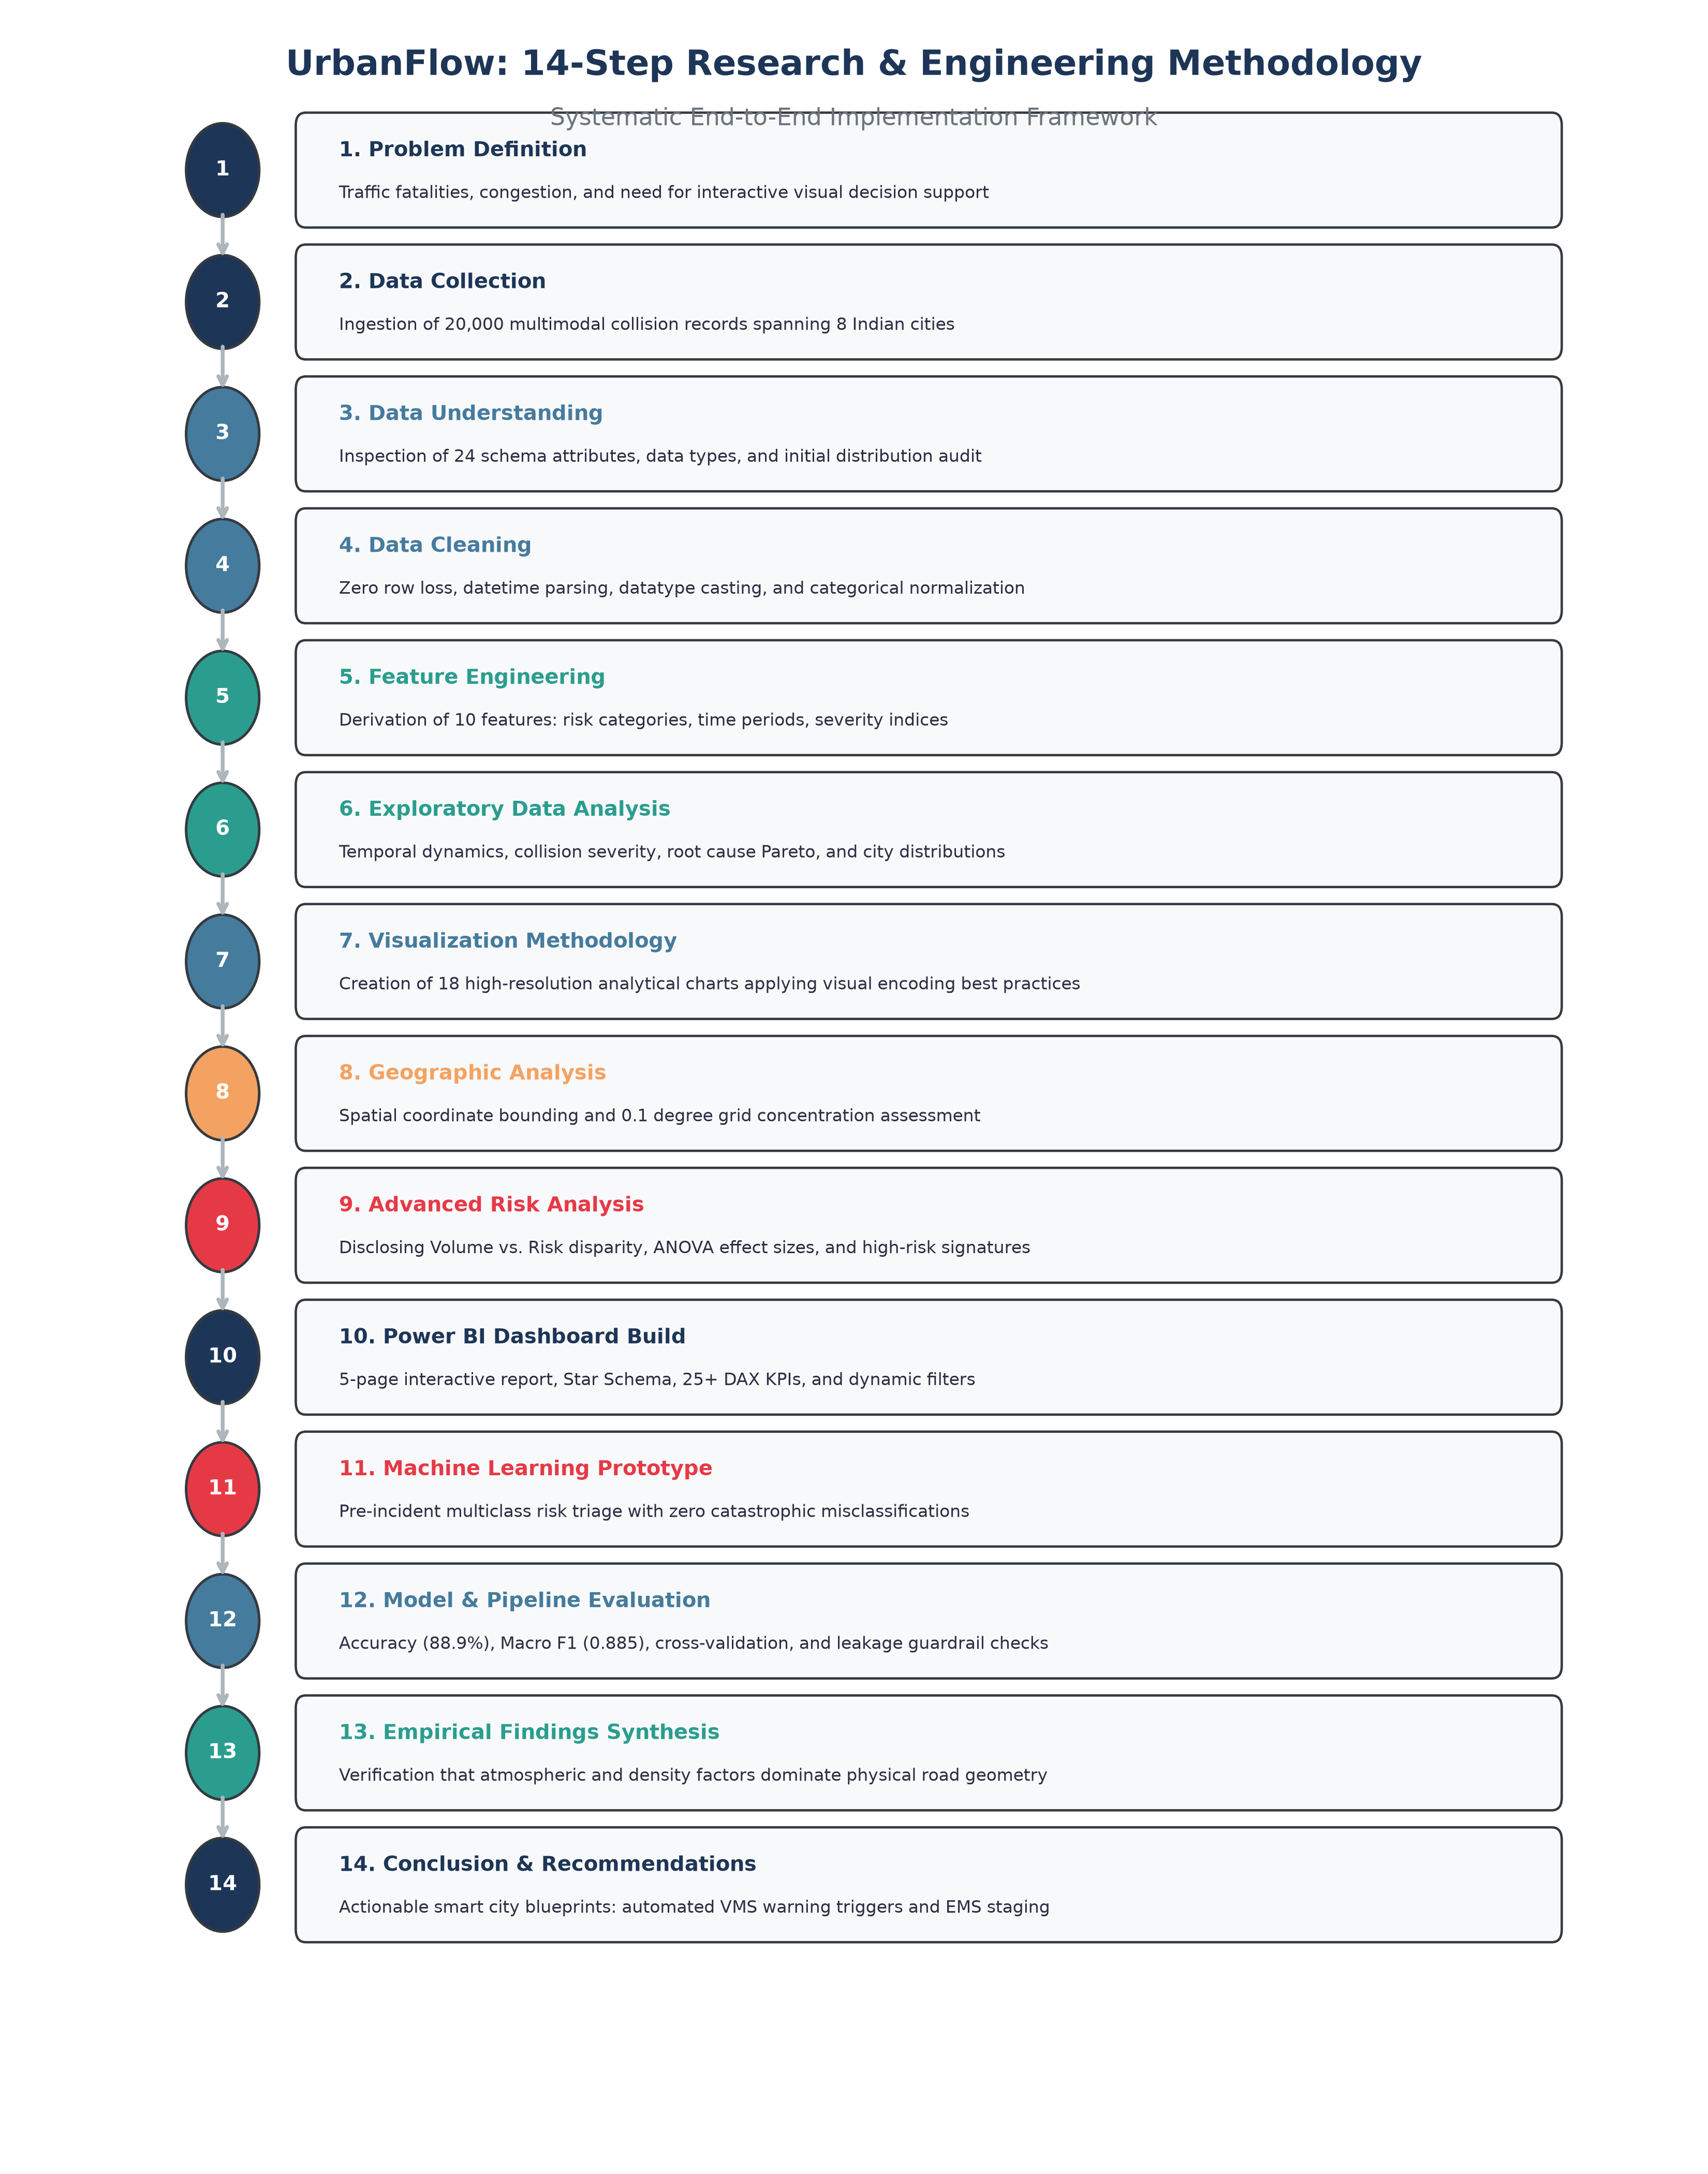 UrbanFlow: 14-Step Research & Engineering Methodology
Systematic End-to-End Implementation Framework
1
1. Problem Definition
Traffic fatalities, congestion, and need for interactive visual decision support
2
2. Data Collection
Ingestion of 20,000 multimodal collision records spanning 8 Indian cities
3
3. Data Understanding
Inspection of 24 schema attributes, data types, and initial distribution audit
4
4. Data Cleaning
Zero row loss, datetime parsing, datatype casting, and categorical normalization
5
5. Feature Engineering
Derivation of 10 features: risk categories, time periods, severity indices
6
6. Exploratory Data Analysis
Temporal dynamics, collision severity, root cause Pareto, and city distributions
7
7. Visualization Methodology
Creation of 18 high-resolution analytical charts applying visual encoding best practices
8
8. Geographic Analysis
Spatial coordinate bounding and 0.1 degree grid concentration assessment
9
9. Advanced Risk Analysis
Disclosing Volume vs. Risk disparity, ANOVA effect sizes, and high-risk signatures
10
10. Power BI Dashboard Build
5-page interactive report, Star Schema, 25+ DAX KPIs, and dynamic filters
11
11. Machine Learning Prototype
Pre-incident multiclass risk triage with zero catastrophic misclassifications
12
12. Model & Pipeline Evaluation
Accuracy (88.9%), Macro F1 (0.885), cross-validation, and leakage guardrail checks
13
13. Empirical Findings Synthesis
Verification that atmospheric and density factors dominate physical road geometry
14
14. Conclusion & Recommendations
Actionable smart city blueprints: automated VMS warning triggers and EMS staging